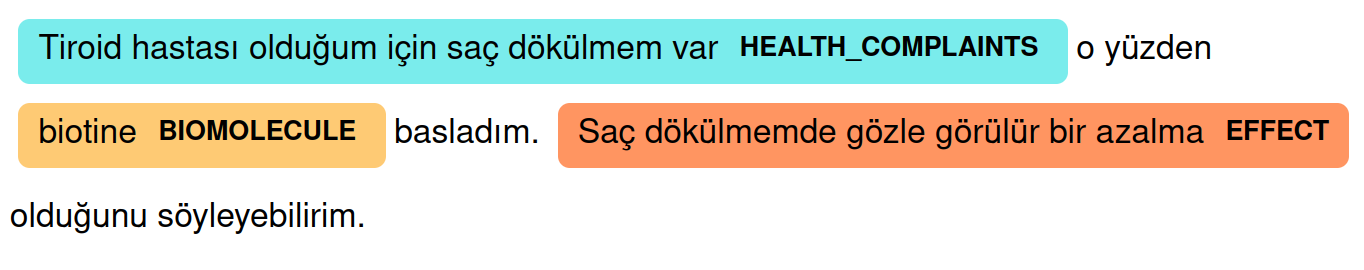 Tiroid hastası olduğum için saç dökülmem var HEALTH_COMPLAINTS o yüzden
biotine BIOMOLECULE basladım. Saç dökülmemde gözle görülür bir azalma EFFECT
olduğunu söyleyebilirim.